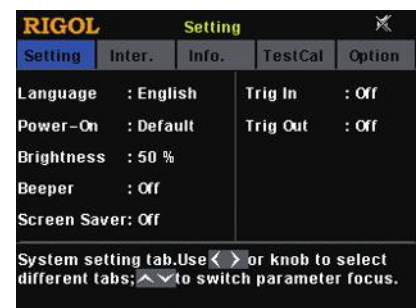 RIGOL Setting
Setting Inter. Info. TestCal Option
Language : English Trig In : Off
Power-On : Default Trig Out : Off
Brightness : 50 %
Beeper : Off
Screen Saver: Off
System setting tab.Use < > or knob to select
different tabs; to switch parameter focus.